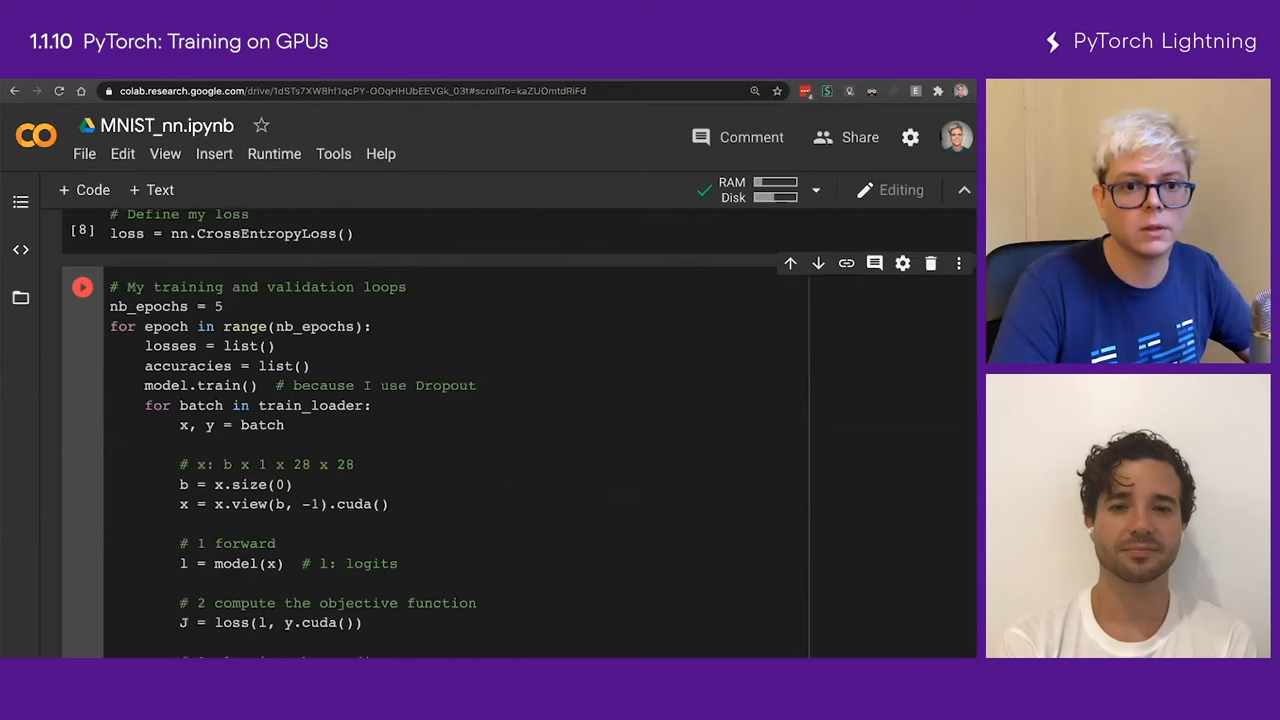 1.1.10 PyTorch: Training on GPUs
PyTorch Lightning
colab.research.google.com/drive/1dSTs7XW8hf1qcPY-OOqHHUbEEVGk_03t#scrollTo=kaZUOmtdRiFd
MNIST_nn.ipynb
Comment
Share
File Edit View Insert Runtime Tools Help
+ Code + Text
RAM
Disk
Editing
# Define my loss
[8] loss = nn.CrossEntropyLoss()
# My training and validation loops
nb_epochs = 5
for epoch in range(nb_epochs):
losses = list()
accuracies = list()
model.train()  # because I use Dropout
for batch in train_loader:
x, y = batch
# x: b x 1 x 28 x 28
b = x.size(0)
x = x.view(b, -1).cuda()
# 1 forward
l = model(x)  # l: logits
# 2 compute the objective function
J = loss(l, y.cuda())